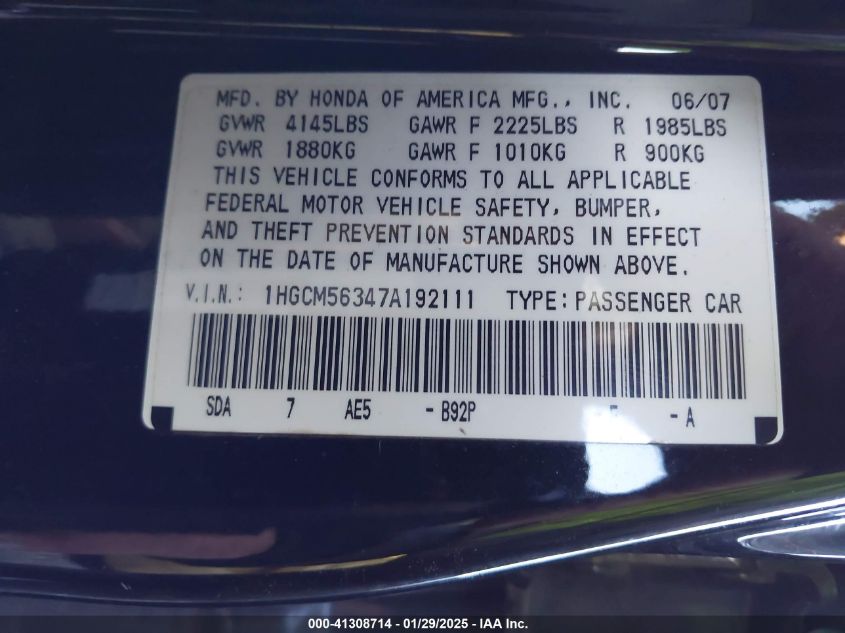 MFD. BY HONDA OF AMERICA MFG., INC. 06/07
GVWR 4145LBS GAWR F 2225LBS R 1985LBS
GVWR 1880KG GAWR F 1010KG R 900KG
THIS VEHICLE CONFORMS TO ALL APPLICABLE
FEDERAL MOTOR VEHICLE SAFETY, BUMPER,
AND THEFT PREVENTION STANDARDS IN EFFECT
ON THE DATE OF MANUFACTURE SHOWN ABOVE.
V.I.N.: 1HGCM56347A192111 TYPE: PASSENGER CAR
SDA 7 AE5 -B92P -A
000-41308714 - 01/29/2025 - IAA Inc.